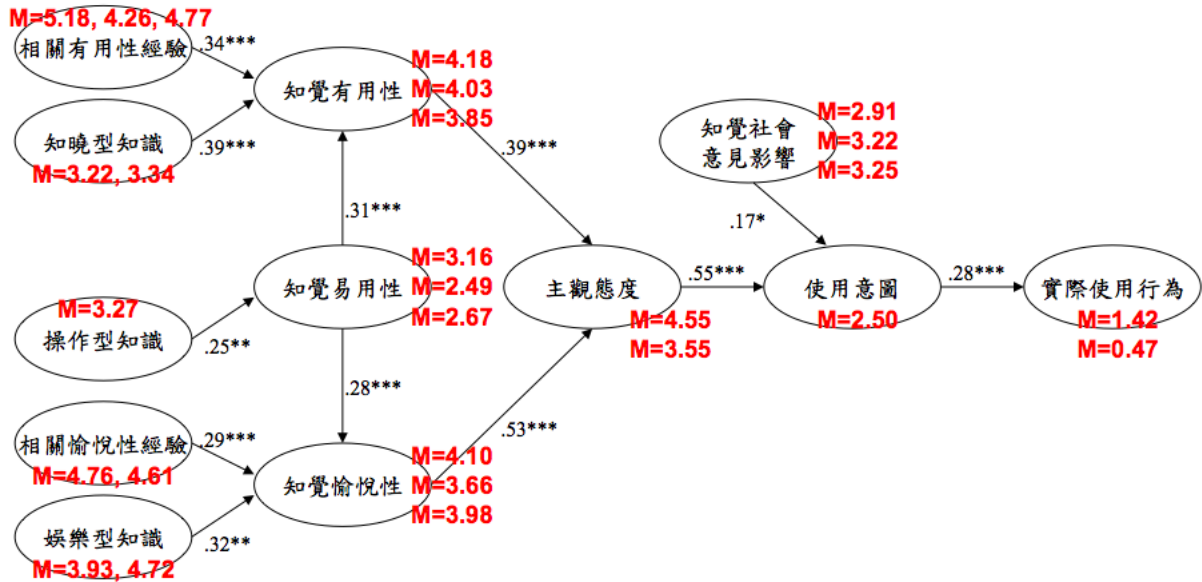 M=5.18, 4.26, 4.77
相關有用性經驗
.34***
知曉型知識
M=3.22, 3.34
.39***
知覺有用性
M=4.18
M=4.03
M=3.85
.39***
.31***
知覺社會
意見影響
M=2.91
M=3.22
M=3.25
.17*
M=3.27
操作型知識
.25**
知覺易用性
M=3.16
M=2.49
M=2.67
主觀態度
M=4.55
M=3.55
.55***
使用意圖
M=2.50
.28***
實際使用行為
M=1.42
M=0.47
.28***
相關愉悅性經驗
M=4.76, 4.61
.29***
娛樂型知識
M=3.93, 4.72
.32**
知覺愉悅性
M=4.10
M=3.66
M=3.98
.53***